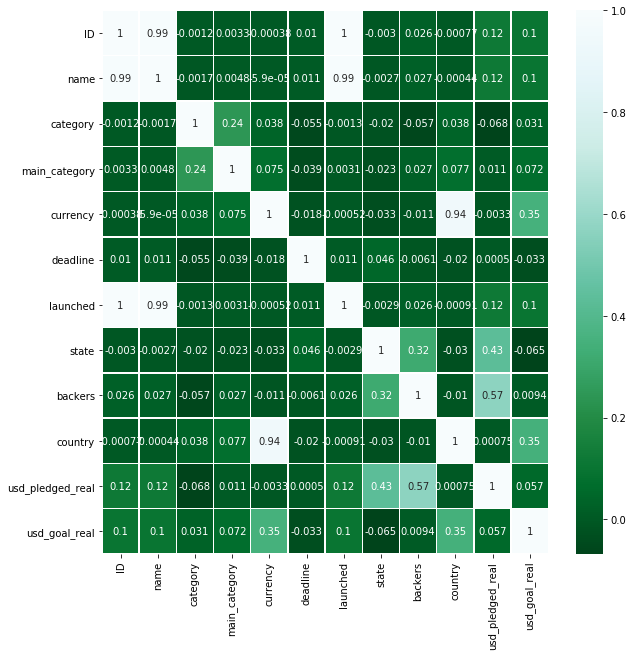 ID 1 0.99 -0.0012 0.0033 -0.00038 0.01 1 -0.003 0.026 -0.00077 0.12 0.1
name 0.99 1 -0.0017 0.0048 -5.9e-05 0.011 0.99 -0.0027 0.027 -0.00044 0.12 0.1
category -0.0012 -0.0017 1 0.24 0.038 -0.055 -0.0013 -0.02 -0.057 0.038 -0.068 0.031
main_category 0.0033 0.0048 0.24 1 0.075 -0.039 0.0031 -0.023 0.027 0.077 0.011 0.072
currency -0.00038 -5.9e-05 0.038 0.075 1 -0.018 -0.00052 -0.033 -0.011 0.94 -0.0033 0.35
deadline 0.01 0.011 -0.055 -0.039 -0.018 1 0.011 0.046 -0.0061 -0.02 0.0005 -0.033
launched 1 0.99 -0.0013 0.0031 -0.00052 0.011 1 -0.0029 0.026 -0.00091 0.12 0.1
state -0.003 -0.0027 -0.02 -0.023 -0.033 0.046 -0.0029 1 0.32 -0.03 0.43 -0.065
backers 0.026 0.027 -0.057 0.027 -0.011 -0.0061 0.026 0.32 1 -0.01 0.57 0.0094
country -0.00077 -0.00044 0.038 0.077 0.94 -0.02 -0.00091 -0.03 -0.01 1 0.00075 0.35
usd_pledged_real 0.12 0.12 -0.068 0.011 -0.0033 0.0005 0.12 0.43 0.57 0.00075 1 0.057
usd_goal_real 0.1 0.1 0.031 0.072 0.35 -0.033 0.1 -0.065 0.0094 0.35 0.057 1
ID
name
category
main_category
currency
deadline
launched
state
backers
country
usd_pledged_real
usd_goal_real
1.0
0.8
0.6
0.4
0.2
0.0